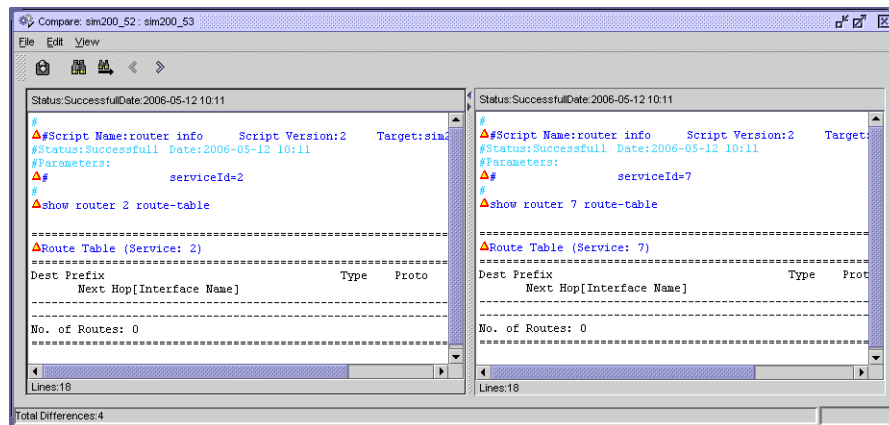 Compare: sim200_52 : sim200_53
File Edit View
Status:SuccessfullDate:2006-05-12 10:11
#
#Script Name:router info Script Version:2 Target:sim2
#Status:Successfull Date:2006-05-12 10:11
#Parameters:
# serviceId=2
#
show router 2 route-table
===============================================================
Route Table (Service: 2)
===============================================================
Dest Prefix Type Proto
Next Hop[Interface Name]
---------------------------------------------------------------
---------------------------------------------------------------
No. of Routes: 0
===============================================================
Lines:18
Status:SuccessfullDate:2006-05-12 10:11
#
#Script Name:router info Script Version:2 Target:
#Status:Successfull Date:2006-05-12 10:11
#Parameters:
# serviceId=7
#
show router 7 route-table
===============================================================
Route Table (Service: 7)
===============================================================
Dest Prefix Type Prot
Next Hop[Interface Name]
---------------------------------------------------------------
---------------------------------------------------------------
No. of Routes: 0
===============================================================
Lines:18
Total Differences:4